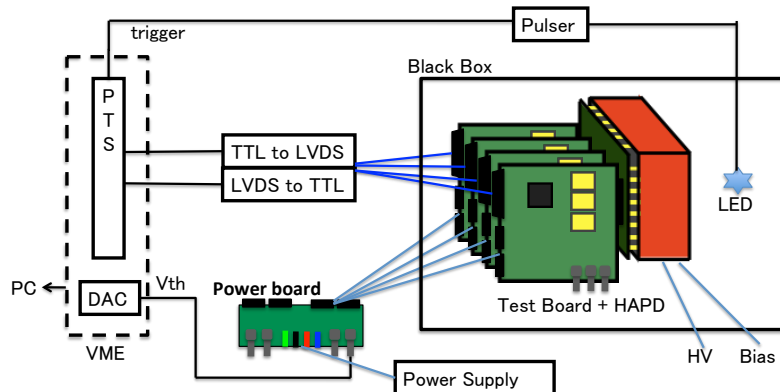 trigger
Pulser
Black Box
P
T
S
TTL to LVDS
LVDS to TTL
LED
PC
DAC
Vth
Power board
Test Board + HAPD
VME
HV
Bias
Power Supply